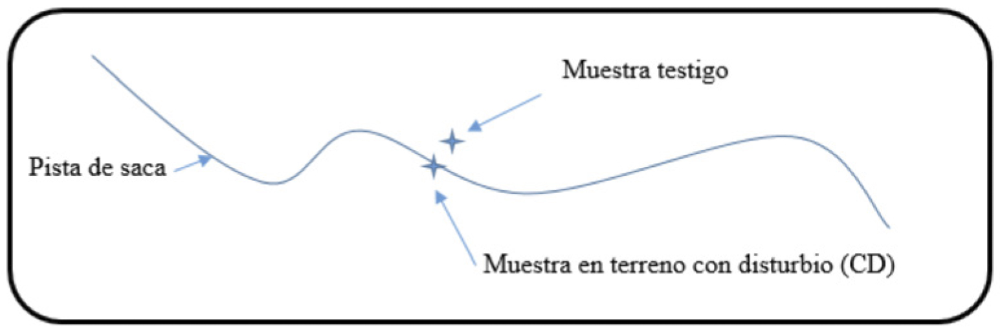 Muestra testigo
Pista de saca
Muestra en terreno con disturbio (CD)